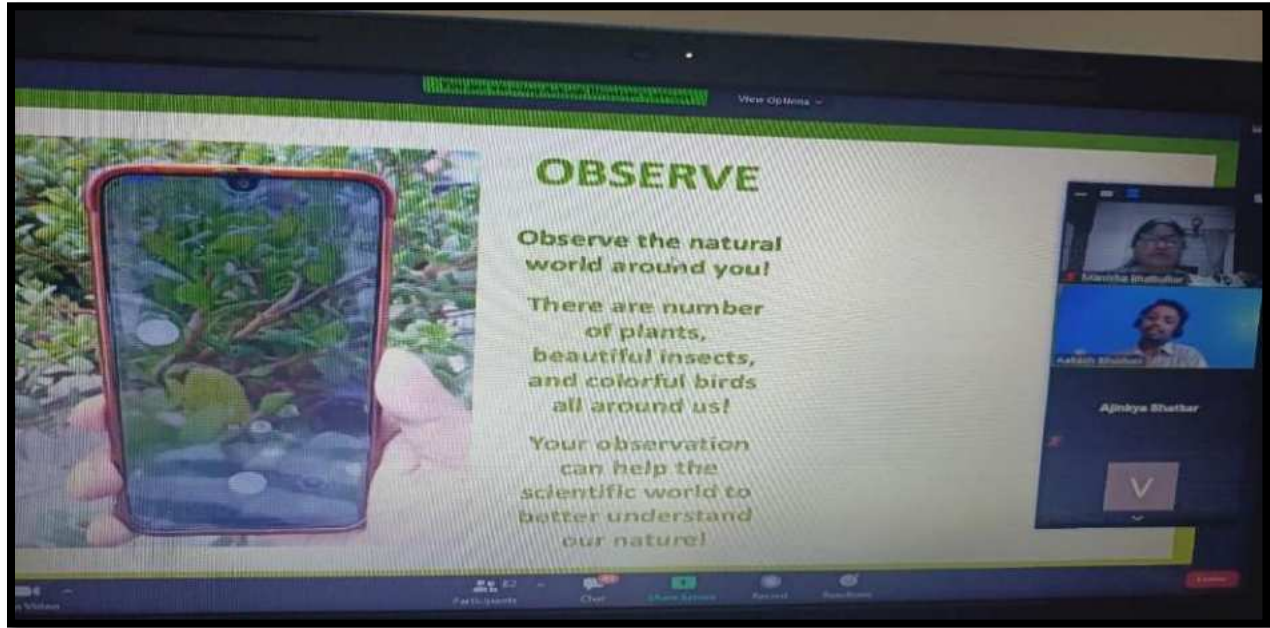 View Options
OBSERVE
Observe the natural
world around you!
There are number
of plants,
beautiful insects,
and colorful birds
all around us!
Your observation
can help the
scientific world to
better understand
our nature!
Ajinkya Bhatkar
V
Participants
Chat
Share Screen
Record
Reactions